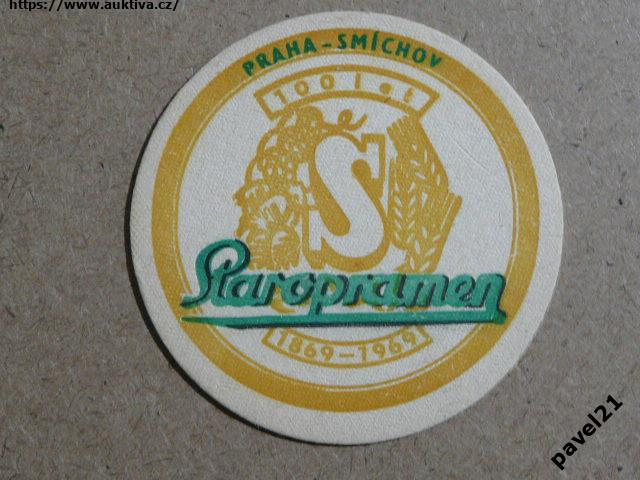 https://www.auktiva.cz/
PRAHA-SMÍCHOV
100 let
S
Staropramen
1869-1969
pavel21